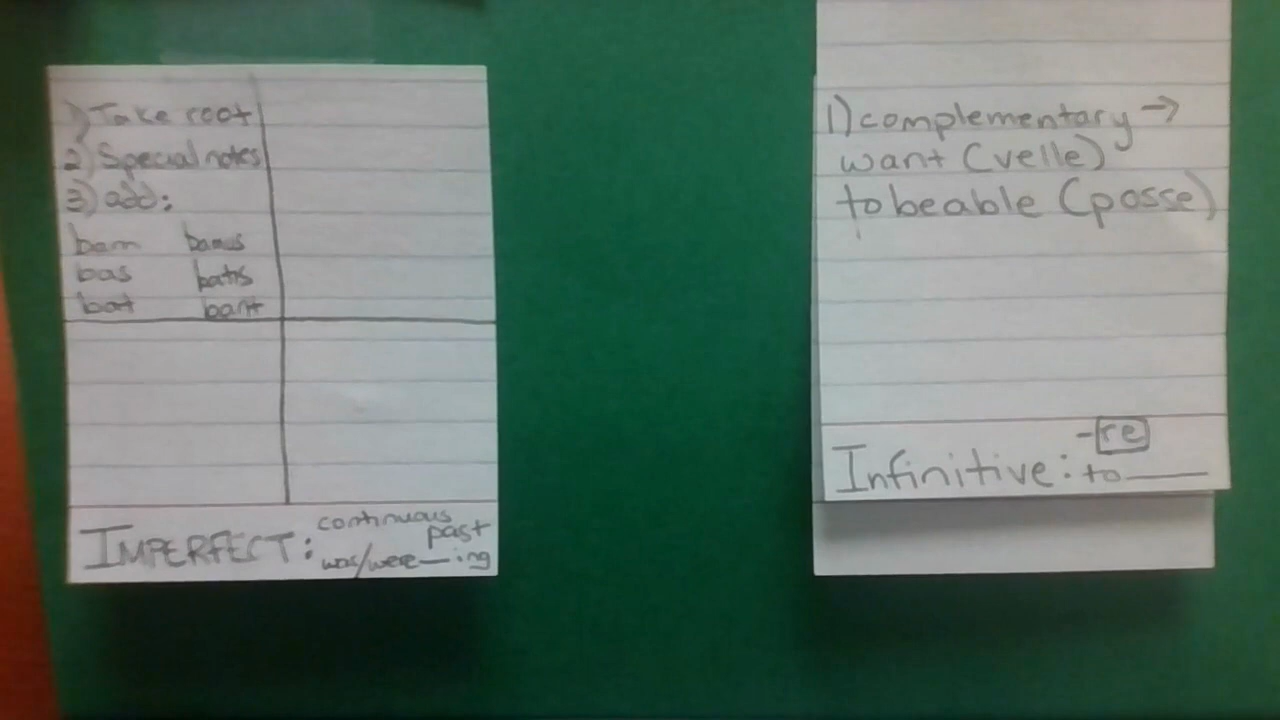 1) Take root
2) Special notes
3) add:
bam bamus
bas batis
bat bant
IMPERFECT: continuous past
was/were __ing
1) complementary →
want (velle)
to be able (posse)
-re
Infinitive: to ____